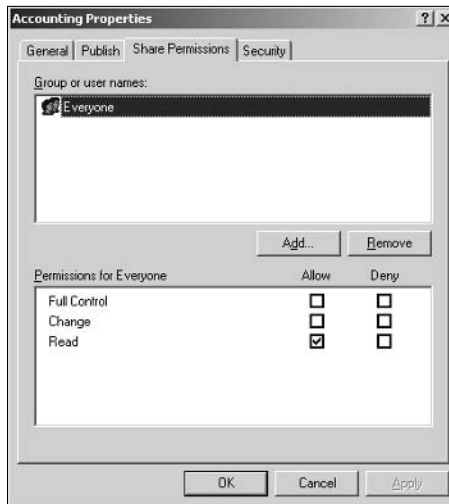 Accounting Properties
General Publish Share Permissions Security
Group or user names:
Everyone
Add... Remove
Permissions for Everyone Allow Deny
Full Control
Change
Read
OK Cancel Apply